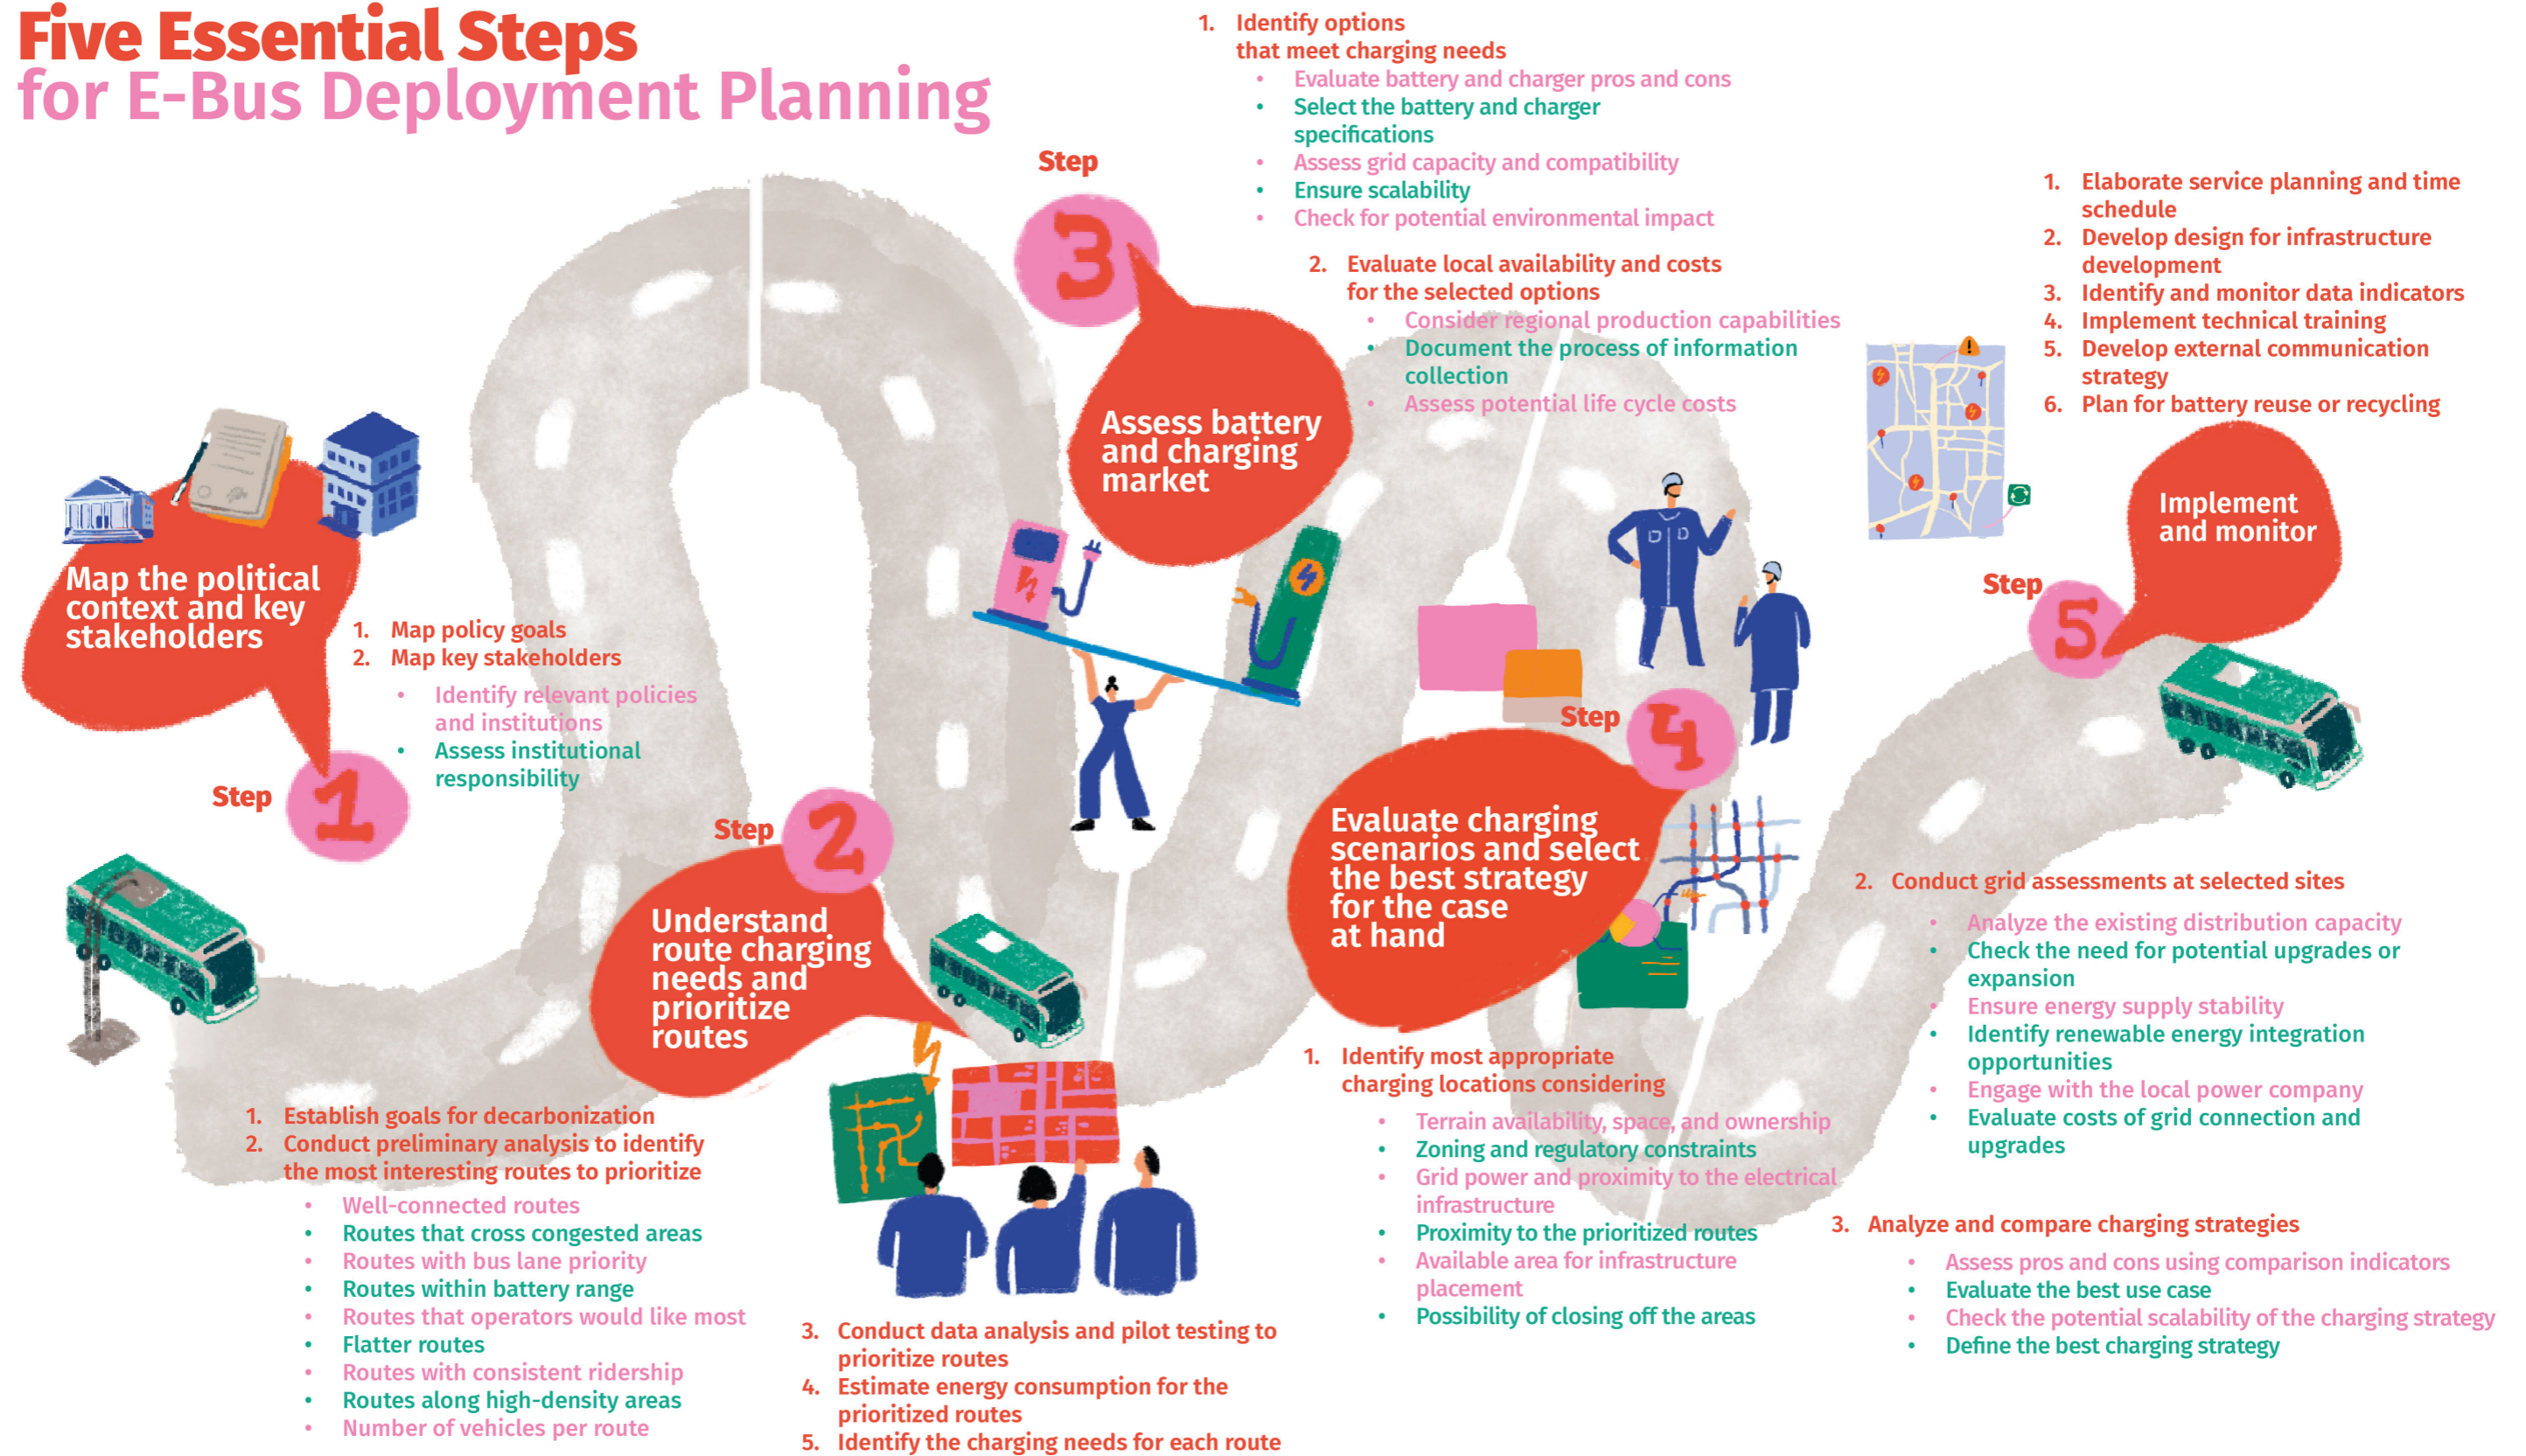 Five Essential Steps
for E-Bus Deployment Planning
Map the political
context and key
stakeholders
Step
1
1. Map policy goals
2. Map key stakeholders
• Identify relevant policies
and institutions
• Assess institutional
responsibility
Step
2
Understand
route charging
needs and
prioritize
routes
1. Establish goals for decarbonization
2. Conduct preliminary analysis to identify
the most interesting routes to prioritize
• Well-connected routes
• Routes that cross congested areas
• Routes with bus lane priority
• Routes within battery range
• Routes that operators would like most
• Flatter routes
• Routes with consistent ridership
• Routes along high-density areas
• Number of vehicles per route
3. Conduct data analysis and pilot testing to
prioritize routes
4. Estimate energy consumption for the
prioritized routes
5. Identify the charging needs for each route
Step
3
Assess battery
and charging
market
1. Identify options
that meet charging needs
• Evaluate battery and charger pros and cons
• Select the battery and charger
specifications
• Assess grid capacity and compatibility
• Ensure scalability
• Check for potential environmental impact
2. Evaluate local availability and costs
for the selected options
• Consider regional production capabilities
• Document the process of information
collection
• Assess potential life cycle costs
Step
4
Evaluate charging
scenarios and select
the best strategy
for the case
at hand
1. Identify most appropriate
charging locations considering
• Terrain availability, space, and ownership
• Zoning and regulatory constraints
• Grid power and proximity to the electrical
infrastructure
• Proximity to the prioritized routes
• Available area for infrastructure
placement
• Possibility of closing off the areas
2. Conduct grid assessments at selected sites
• Analyze the existing distribution capacity
• Check the need for potential upgrades or
expansion
• Ensure energy supply stability
• Identify renewable energy integration
opportunities
• Engage with the local power company
• Evaluate costs of grid connection and
upgrades
3. Analyze and compare charging strategies
• Assess pros and cons using comparison indicators
• Evaluate the best use case
• Check the potential scalability of the charging strategy
• Define the best charging strategy
Step
5
Implement
and monitor
1. Elaborate service planning and time
schedule
2. Develop design for infrastructure
development
3. Identify and monitor data indicators
4. Implement technical training
5. Develop external communication
strategy
6. Plan for battery reuse or recycling